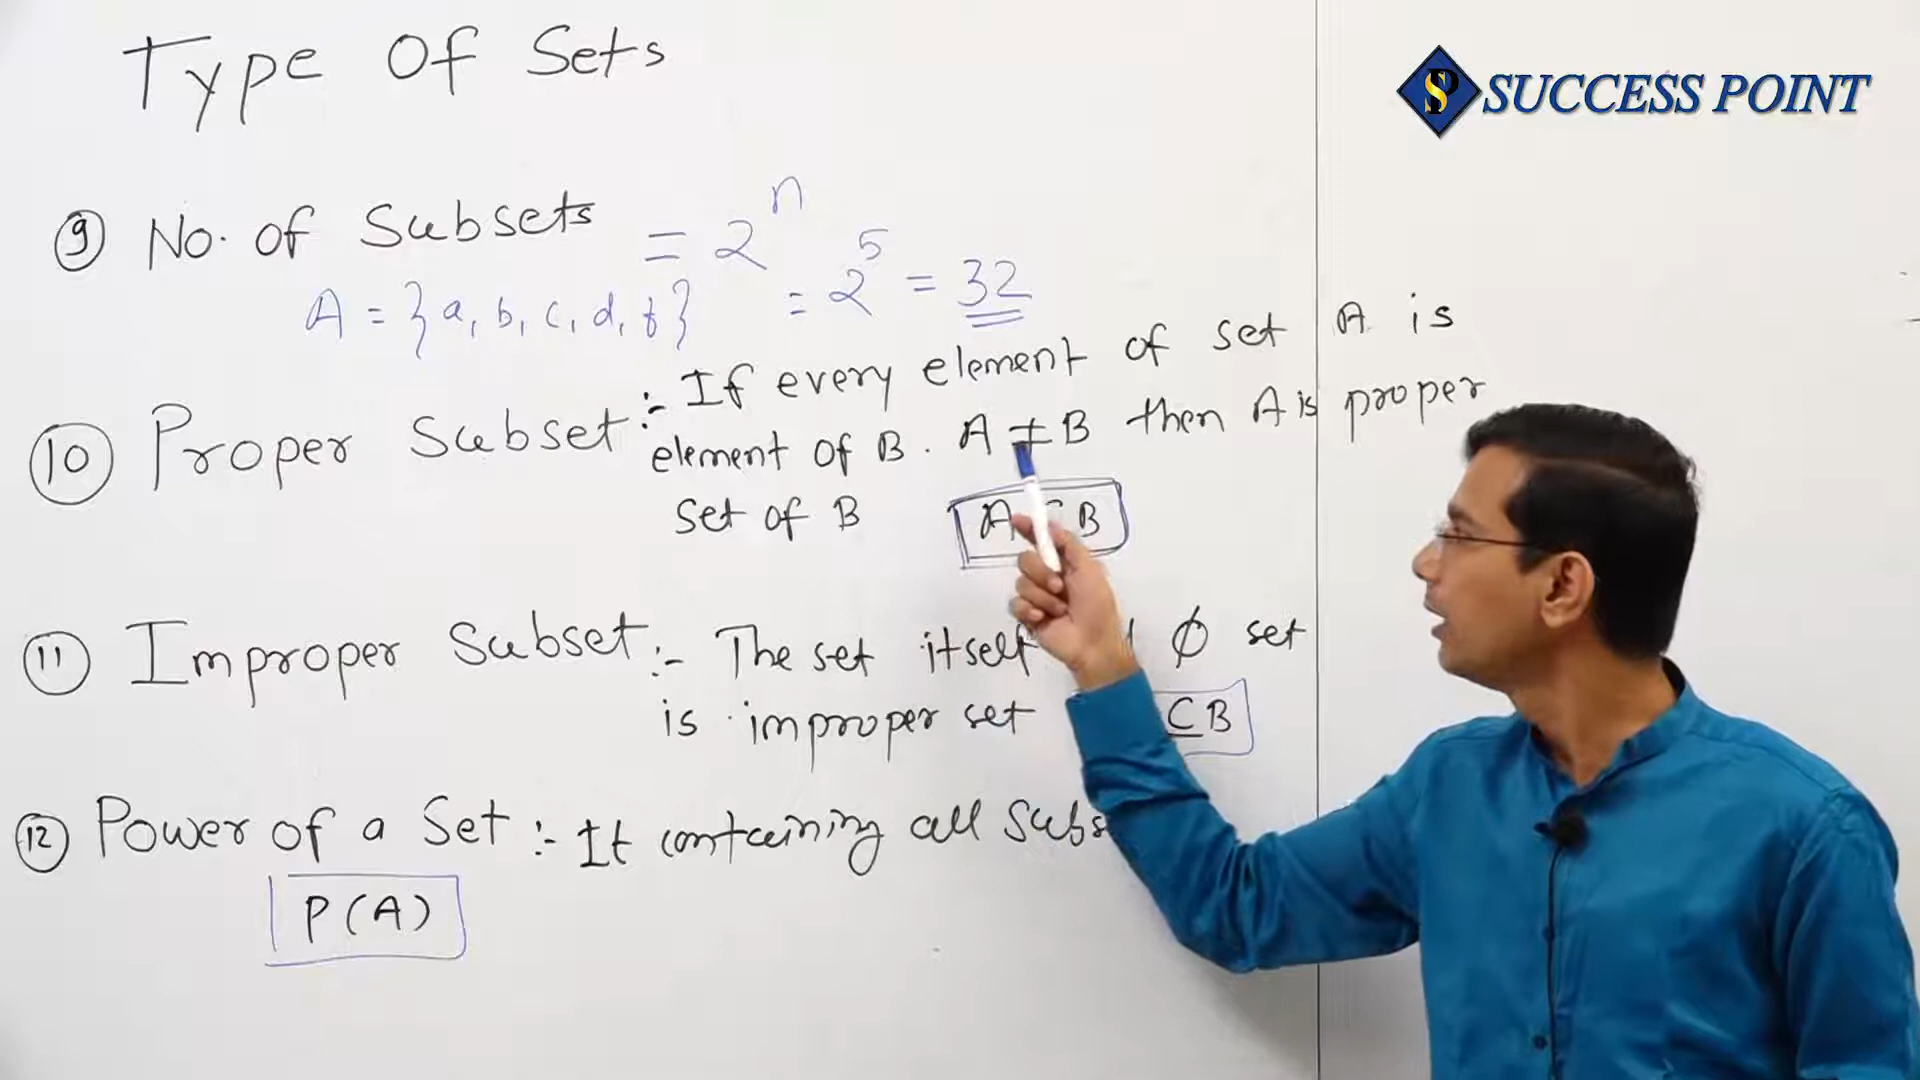 Type Of Sets
SUCCESS POINT
⑨ No. of Subsets = 2^n
A = {a, b, c, d, f} = 2^5 = 32
⑩ Proper Subset :- If every element of set A is
element of B. A ≠ B then A is proper
set of B A B
⑪ Improper Subset :- The set itself ϕ set
is improper set ⊆ B
⑫ Power of a Set :- It containing all
P(A)